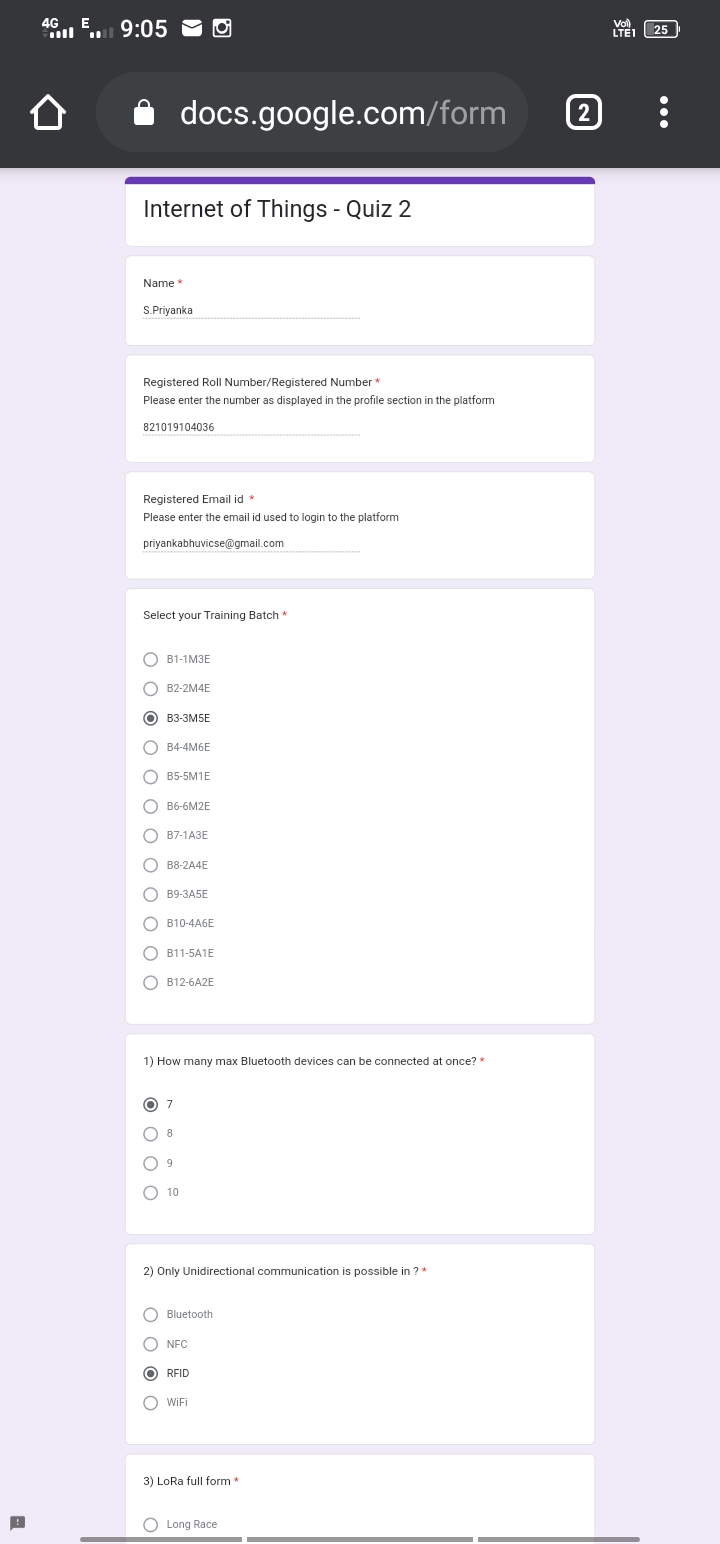 4G E 9:05 Vo) LTE1 25
docs.google.com/form 2
Internet of Things - Quiz 2
Name *
S.Priyanka
Registered Roll Number/Registered Number *
Please enter the number as displayed in the profile section in the platform
821019104036
Registered Email id *
Please enter the email id used to login to the platform
priyankabhuvicse@gmail.com
Select your Training Batch *
B1-1M3E
B2-2M4E
B3-3M5E
B4-4M6E
B5-5M1E
B6-6M2E
B7-1A3E
B8-2A4E
B9-3A5E
B10-4A6E
B11-5A1E
B12-6A2E
1) How many max Bluetooth devices can be connected at once? *
7
8
9
10
2) Only Unidirectional communication is possible in ? *
Bluetooth
NFC
RFID
WiFi
3) LoRa full form *
Long Race